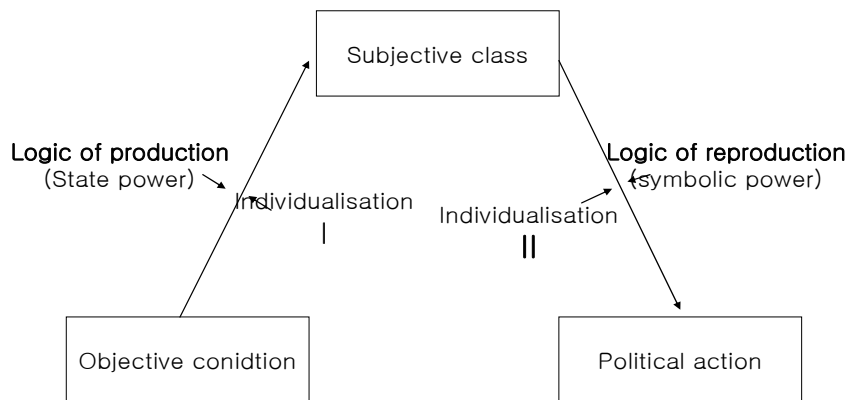 Subjective class
Logic of production
(State power)
Individualisation
I
Logic of reproduction
(symbolic power)
Individualisation
II
Objective conidtion
Political action